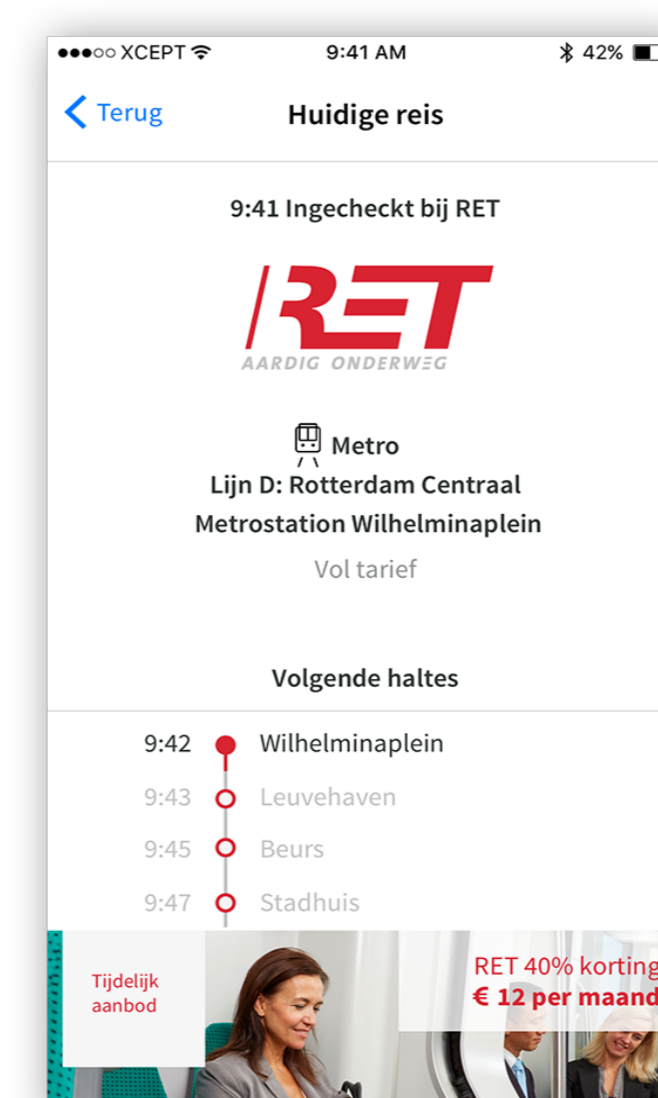 XCEPT 9:41 AM 42%
Terug Huidige reis
9:41 Ingecheckt bij RET
RET
AARDIG ONDERWEG
Metro
Lijn D: Rotterdam Centraal
Metrostation Wilhelminaplein
Vol tarief
Volgende haltes
9:42 Wilhelminaplein
9:43 Leuvehaven
9:45 Beurs
9:47 Stadhuis
Tijdelijk
aanbod
RET 40% korting
€ 12 per maand